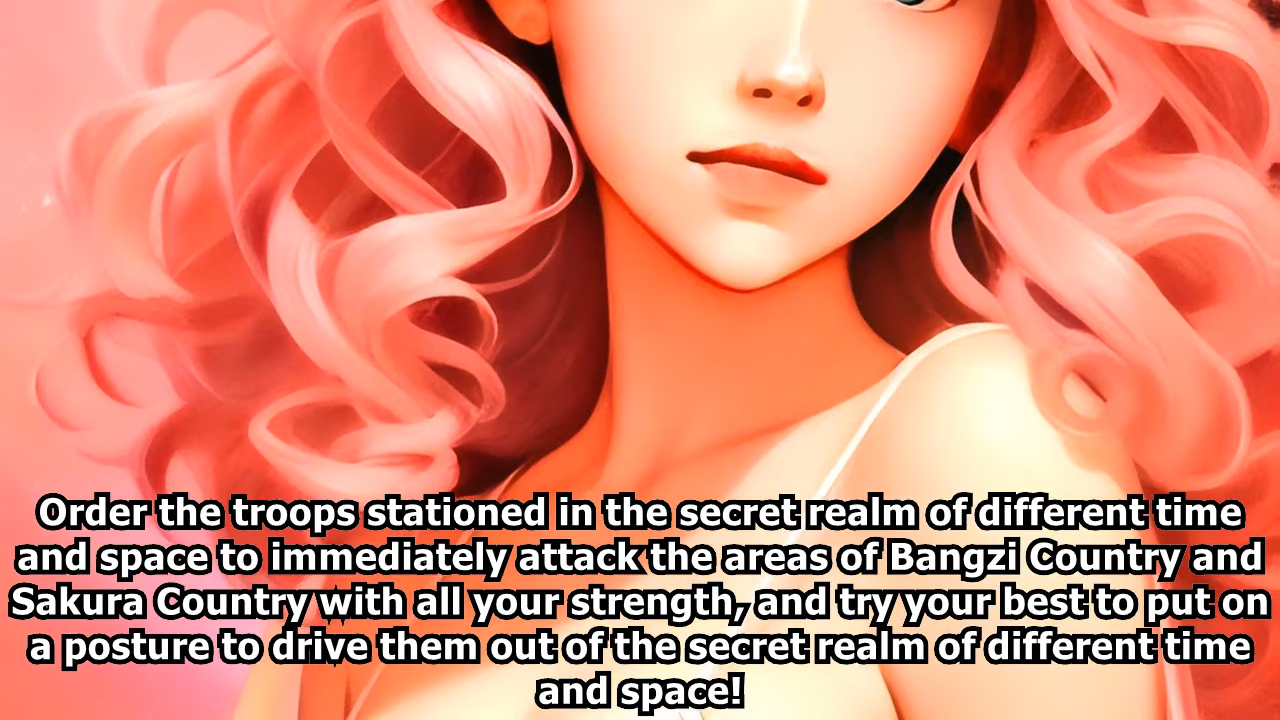 Order the troops stationed in the secret realm of different time
and space to immediately attack the areas of Bangzi Country and
Sakura Country with all your strength, and try your best to put on
a posture to drive them out of the secret realm of different time
and space!